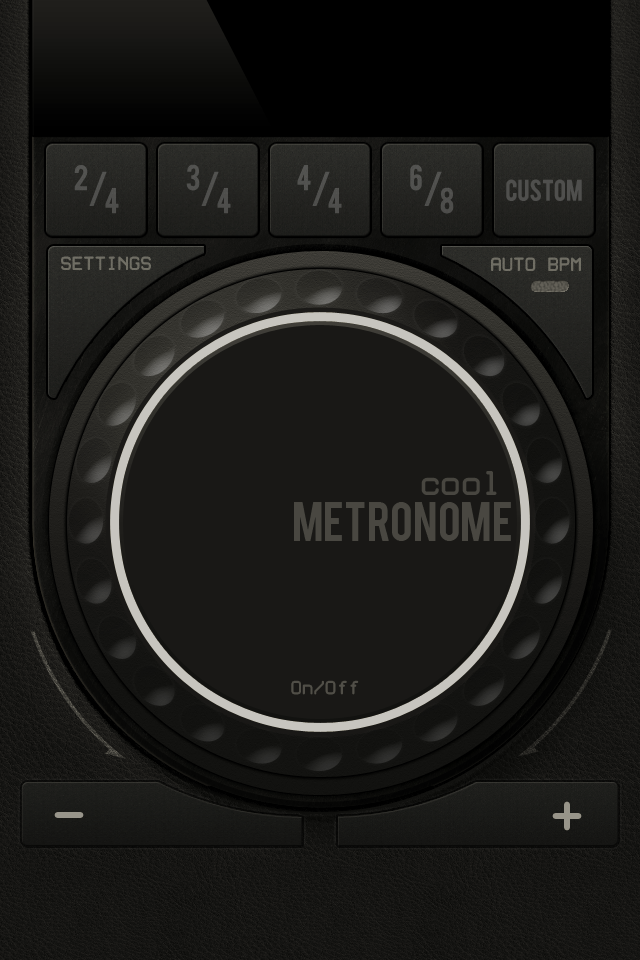 2/4 3/4 4/4 6/8 CUSTOM
SETTINGS AUTO BPM
cool
METRONOME
On/Off
− +